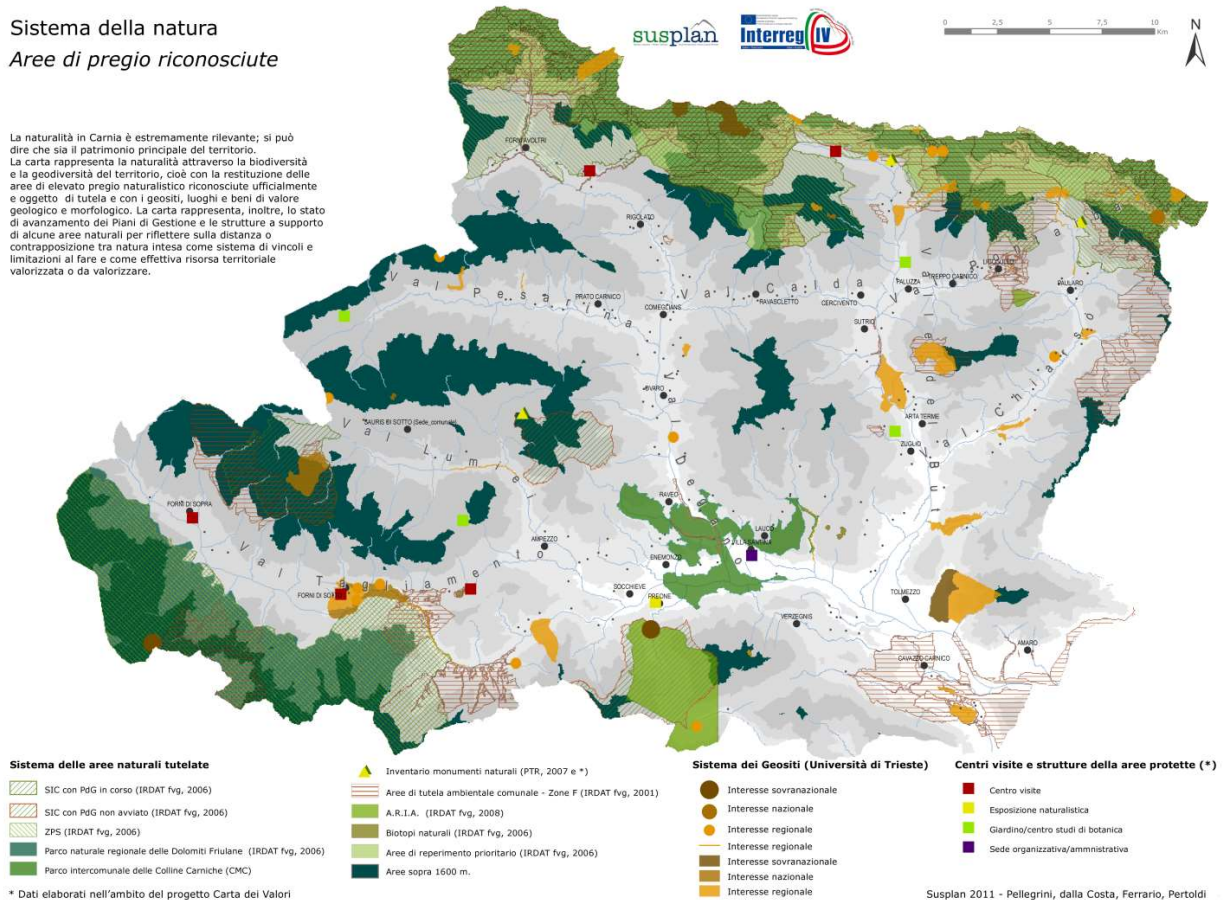 Sistema della natura
Aree di pregio riconosciute
susplan
Interreg IV
0 2,5 5 7,5 10
Km
N
La naturalità in Carnia è estremamente rilevante; si può
dire che sia il patrimonio principale del territorio.
La carta rappresenta la naturalità attraverso la biodiversità
e la geodiversità del territorio, cioè con la restituzione delle
aree di elevato pregio naturalistico riconosciute ufficialmente
e oggetto di tutela e con i geositi, luoghi e beni di valore
geologico e morfologico. La carta rappresenta, inoltre, lo stato
di avanzamento dei Piani di Gestione e le strutture a supporto
di alcune aree naturali per riflettere sulla distanza o
contrapposizione tra natura intesa come sistema di vincoli e
limitazioni al fare e come effettiva risorsa territoriale
valorizzata o da valorizzare.
FORNI AVOLTRI
RIGOLATO
LIGOSULLO
PALUZZA
TREPPO CARNICO
PAULARO
Val Pesarina
PRATO CARNICO
COMEGLIANS
Val Calda
RAVASCLETTO
CERCIVENTO
SUTRIO
OVARO
SAURIS DI SOTTO (Sede_comunale)
Val Lumiei
Val Degano
ARTA TERME
ZUGLIO
Valle del But
Val Chiarso
FORNI DI SOPRA
RAVEO
LAUCO
VILLA SANTINA
AMPEZZO
ENEMONZO
Val Tagliamento
FORNI DI SOTTO
SOCCHIEVE
PREONE
TOLMEZZO
VERZEGNIS
AMARO
CAVAZZO CARNICO
Sistema delle aree naturali tutelate
SIC con PdG in corso (IRDAT fvg, 2006)
SIC con PdG non avviato (IRDAT fvg, 2006)
ZPS (IRDAT fvg, 2006)
Parco naturale regionale delle Dolomiti Friulane (IRDAT fvg, 2006)
Parco intercomunale delle Colline Carniche (CMC)
Inventario monumenti naturali (PTR, 2007 e *)
Aree di tutela ambientale comunale - Zone F (IRDAT fvg, 2001)
A.R.I.A. (IRDAT fvg, 2008)
Biotopi naturali (IRDAT fvg, 2006)
Aree di reperimento prioritario (IRDAT fvg, 2006)
Aree sopra 1600 m.
Sistema dei Geositi (Università di Trieste)
Interesse sovranazionale
Interesse nazionale
Interesse regionale
Interesse regionale
Interesse sovranazionale
Interesse nazionale
Interesse regionale
Centri visite e strutture della aree protette (*)
Centro visite
Esposizione naturalistica
Giardino/centro studi di botanica
Sede organizzativa/ammnistrativa
* Dati elaborati nell'ambito del progetto Carta dei Valori
Susplan 2011 - Pellegrini, dalla Costa, Ferrario, Pertoldi